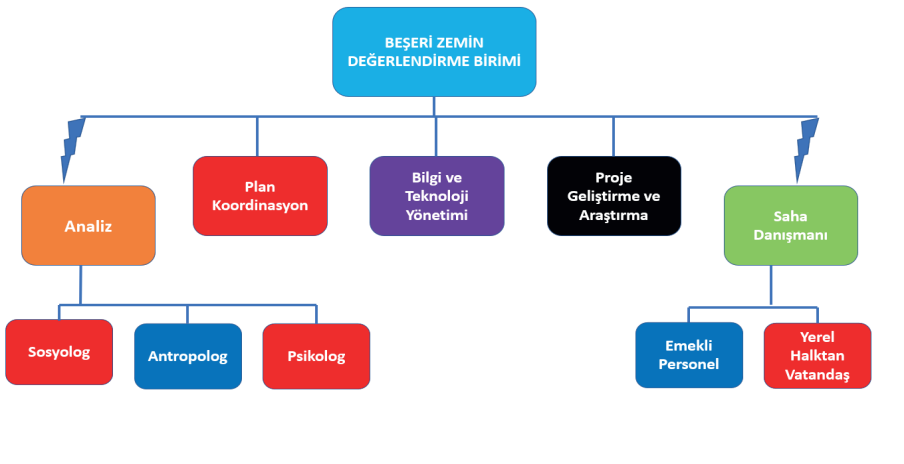 BEŞERİ ZEMİN
DEĞERLENDİRME BİRİMİ
Analiz
Plan
Koordinasyon
Bilgi ve
Teknoloji
Yönetimi
Proje
Geliştirme ve
Araştırma
Saha
Danışmanı
Sosyolog
Antropolog
Psikolog
Emekli
Personel
Yerel
Halktan
Vatandaş